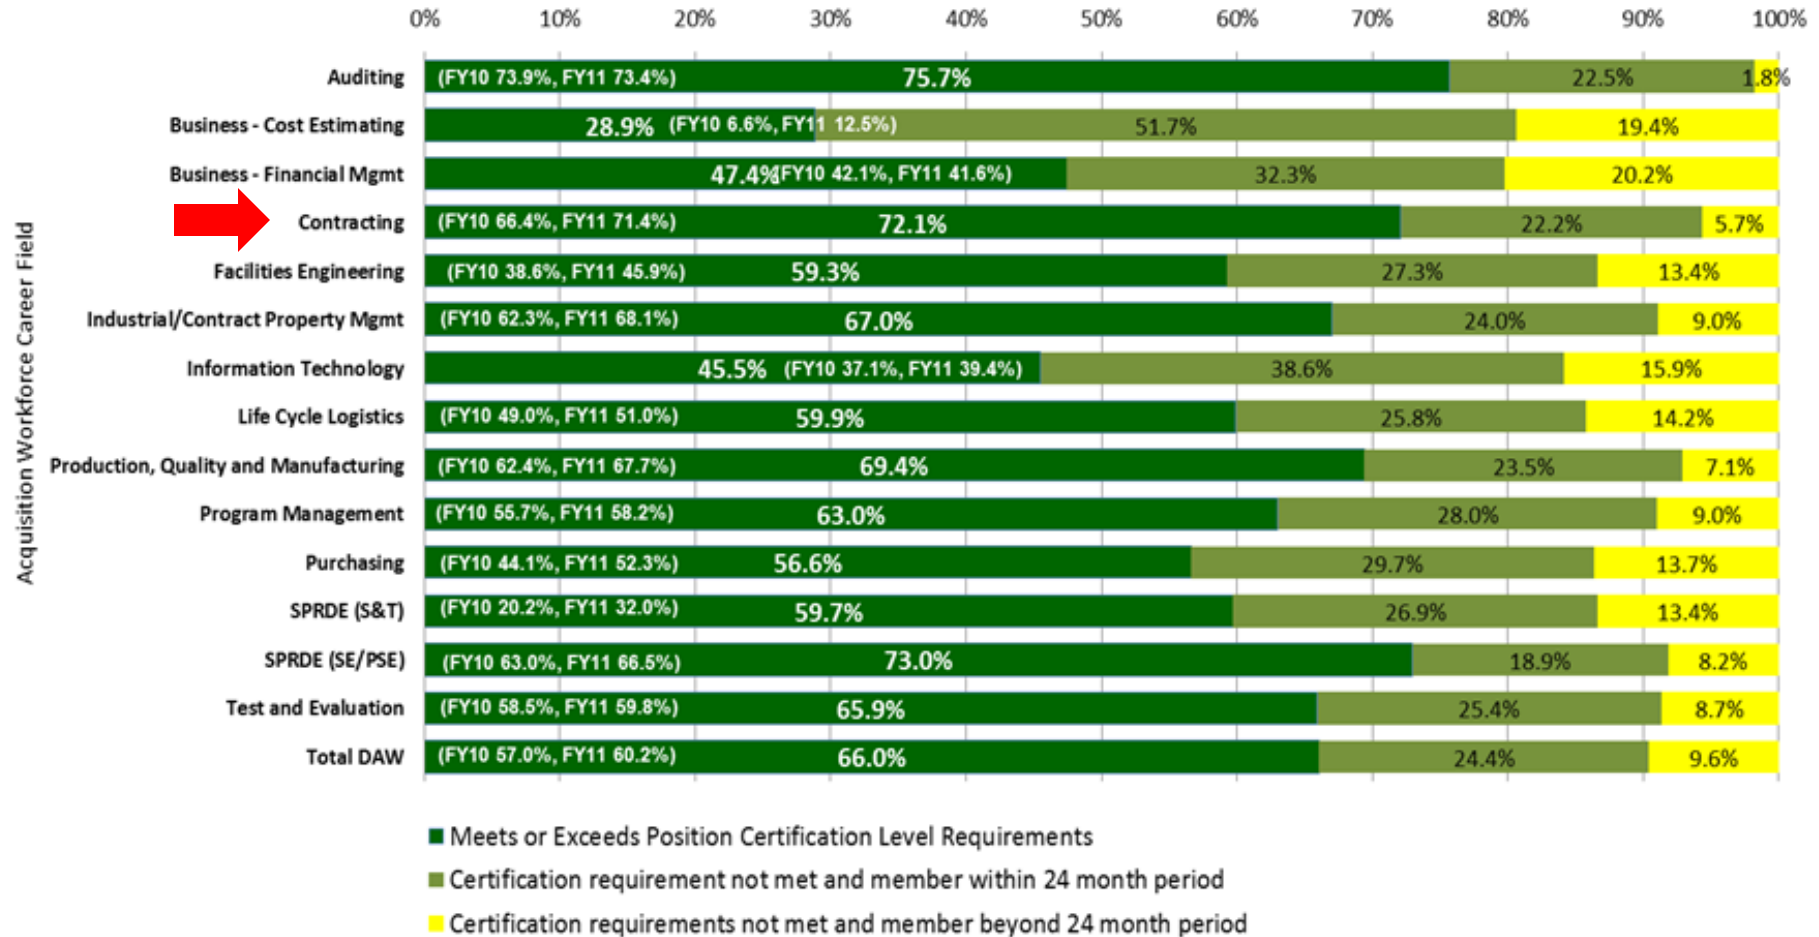 0% 10% 20% 30% 40% 50% 60% 70% 80% 90% 100%
Acquisition Workforce Career Field
Auditing (FY10 73.9%, FY11 73.4%) 75.7% 22.5% 1.8%
Business - Cost Estimating 28.9% (FY10 6.6%, FY11 12.5%) 51.7% 19.4%
Business - Financial Mgmt 47.4% (FY10 42.1%, FY11 41.6%) 32.3% 20.2%
Contracting (FY10 66.4%, FY11 71.4%) 72.1% 22.2% 5.7%
Facilities Engineering (FY10 38.6%, FY11 45.9%) 59.3% 27.3% 13.4%
Industrial/Contract Property Mgmt (FY10 62.3%, FY11 68.1%) 67.0% 24.0% 9.0%
Information Technology 45.5% (FY10 37.1%, FY11 39.4%) 38.6% 15.9%
Life Cycle Logistics (FY10 49.0%, FY11 51.0%) 59.9% 25.8% 14.2%
Production, Quality and Manufacturing (FY10 62.4%, FY11 67.7%) 69.4% 23.5% 7.1%
Program Management (FY10 55.7%, FY11 58.2%) 63.0% 28.0% 9.0%
Purchasing (FY10 44.1%, FY11 52.3%) 56.6% 29.7% 13.7%
SPRDE (S&T) (FY10 20.2%, FY11 32.0%) 59.7% 26.9% 13.4%
SPRDE (SE/PSE) (FY10 63.0%, FY11 66.5%) 73.0% 18.9% 8.2%
Test and Evaluation (FY10 58.5%, FY11 59.8%) 65.9% 25.4% 8.7%
Total DAW (FY10 57.0%, FY11 60.2%) 66.0% 24.4% 9.6%
Meets or Exceeds Position Certification Level Requirements
Certification requirement not met and member within 24 month period
Certification requirements not met and member beyond 24 month period